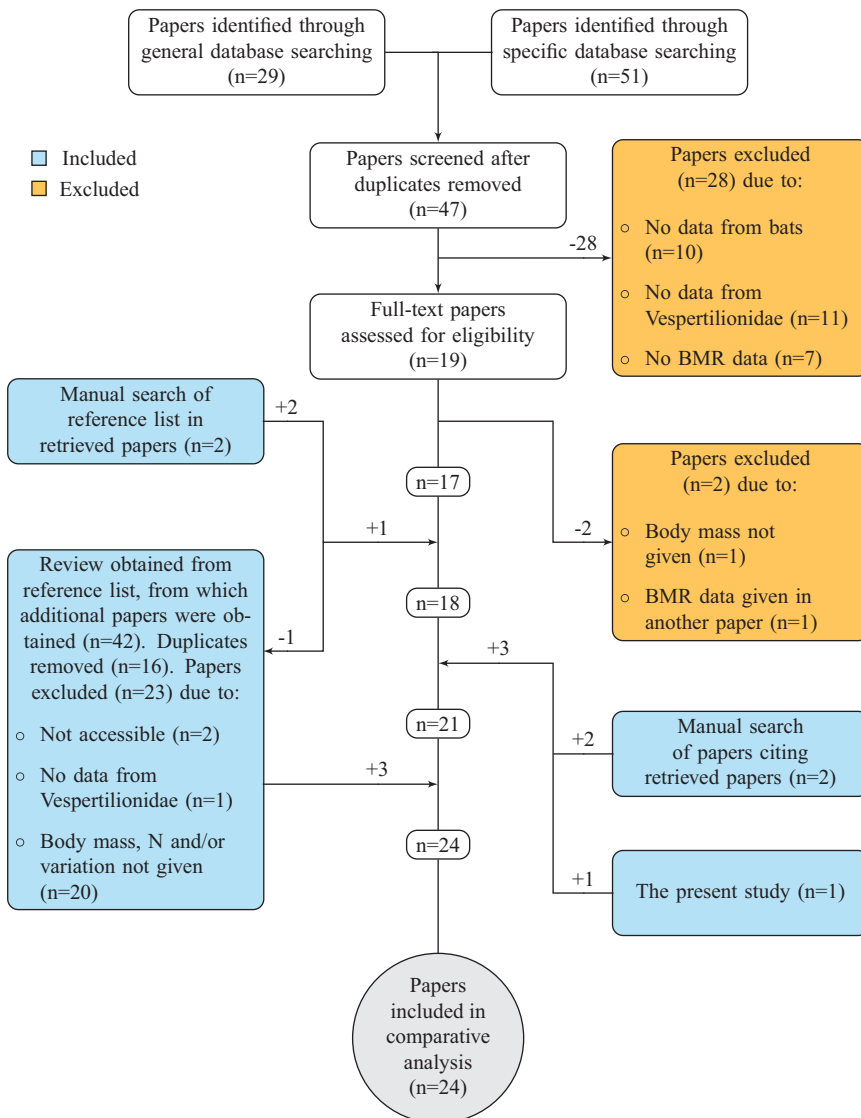 Papers identified through
general database searching
(n=29)
Papers identified through
specific database searching
(n=51)
Included
Excluded
Papers screened after
duplicates removed
(n=47)
-28
Papers excluded
(n=28) due to:
○ No data from bats
(n=10)
○ No data from
Vespertilionidae (n=11)
○ No BMR data (n=7)
Full-text papers
assessed for eligibility
(n=19)
Manual search of
reference list in
retrieved papers (n=2)
+2
n=17
-2
Papers excluded
(n=2) due to:
○ Body mass not
given (n=1)
○ BMR data given in
another paper (n=1)
+1
-1
Review obtained from
reference list, from which
additional papers were ob-
tained (n=42). Duplicates
removed (n=16). Papers
excluded (n=23) due to:
○ Not accessible (n=2)
○ No data from
Vespertilionidae (n=1)
○ Body mass, N and/or
variation not given
(n=20)
n=18
+3
n=21
+2
Manual search
of papers citing
retrieved papers (n=2)
+3
n=24
+1
The present study (n=1)
Papers
included in
comparative
analysis
(n=24)